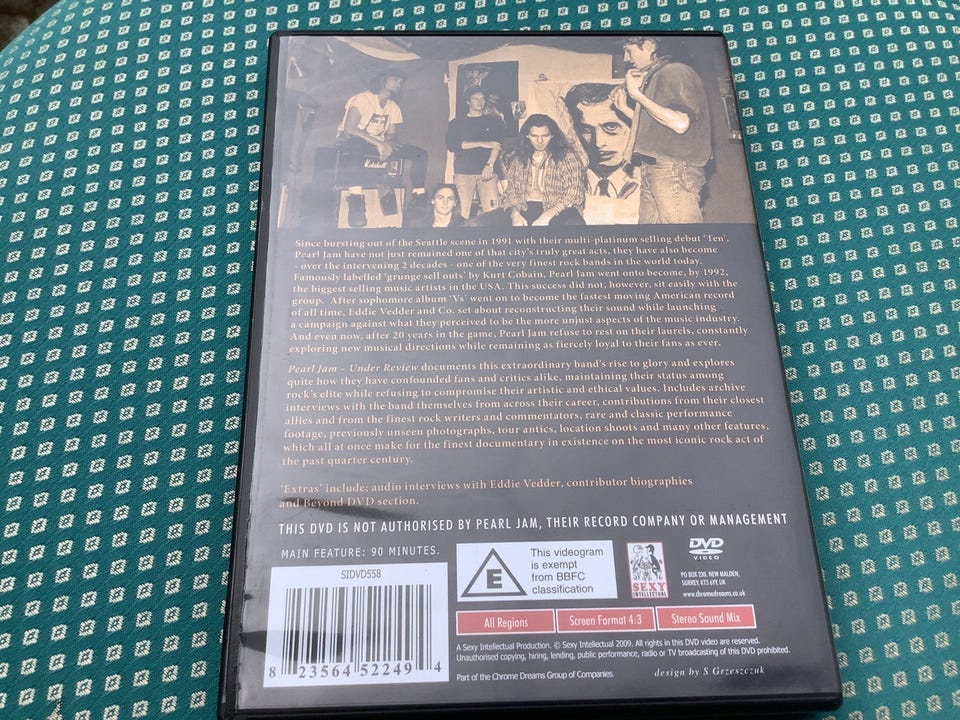 Marshall
Since bursting out of the Seattle scene in 1991 with their multi-platinum selling debut 'Ten',
Pearl Jam have not just remained one of that city's truly great acts, they have also become
- over the intervening 2 decades - one of the very finest rock bands in the world today.
Famously labelled 'grunge sell outs' by Kurt Cobain, Pearl Jam went onto become, by 1992,
the biggest selling music artists in the USA. This success did not, however, sit easily with the
group. After sophomore album 'Vs' went on to become the fastest moving American record
of all time, Eddie Vedder and Co. set about reconstructing their sound while launching
a campaign against what they perceived to be the more unjust aspects of the music industry.
And even now, after 20 years in the game, Pearl Jam refuse to rest on their laurels, constantly
exploring new musical directions while remaining as fiercely loyal to their fans as ever.
Pearl Jam – Under Review documents this extraordinary band's rise to glory and explores
quite how they have confounded fans and critics alike, maintaining their status among
rock's elite while refusing to compromise their artistic and ethical values. Includes archive
interviews with the band themselves from across their career, contributions from their closest
allies and from the finest rock writers and commentators, rare and classic performance
footage, previously unseen photographs, tour antics, location shoots and many other features,
which all at once make for the finest documentary in existence on the most iconic rock act of
the past quarter century.
'Extras' include; audio interviews with Eddie Vedder, contributor biographies
and Beyond DVD section.
THIS DVD IS NOT AUTHORISED BY PEARL JAM, THEIR RECORD COMPANY OR MANAGEMENT
MAIN FEATURE: 90 MINUTES.
SIDVD558
8 23564 52249 4
E
This videogram
is exempt
from BBFC
classification
SEXY
INTELLECTUAL
DVD
VIDEO
PO BOX 230, NEW MALDEN,
SURREY, KT3 6YY, UK
www.chromedreams.co.uk
All Regions
Screen Format 4:3
Stereo Sound Mix
A Sexy Intellectual Production. © Sexy Intellectual 2009. All rights in this DVD video are reserved.
Unauthorised copying, hiring, lending, public performance, radio or TV broadcasting of this DVD prohibited.
Part of the Chrome Dreams Group of Companies.
design by S Grzeszczuk